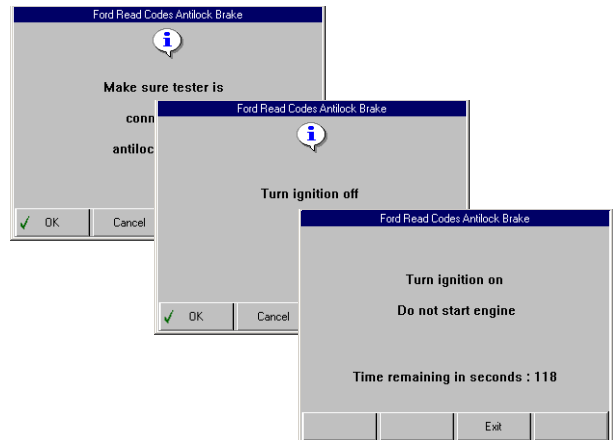 Ford Read Codes Antilock Brake
Make sure tester is
conn
antiloc
OK Cancel
Ford Read Codes Antilock Brake
Turn ignition off
OK Cancel
Ford Read Codes Antilock Brake
Turn ignition on
Do not start engine
Time remaining in seconds : 118
Exit